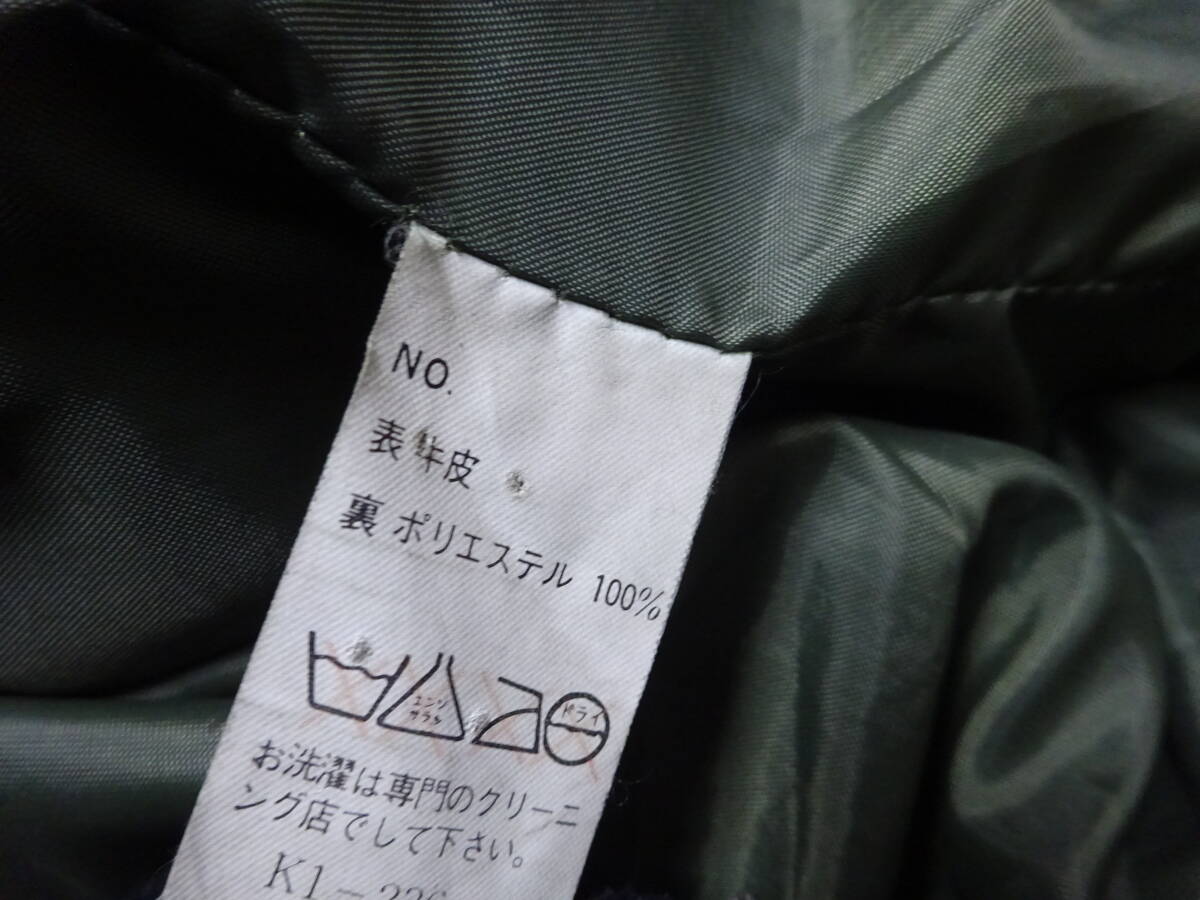 NO.
表 牛皮
裏 ポリエステル 100%
エンソ
サラシ
ドライ
お洗濯は専門のクリーニ
ング店でして下さい。
K1－226